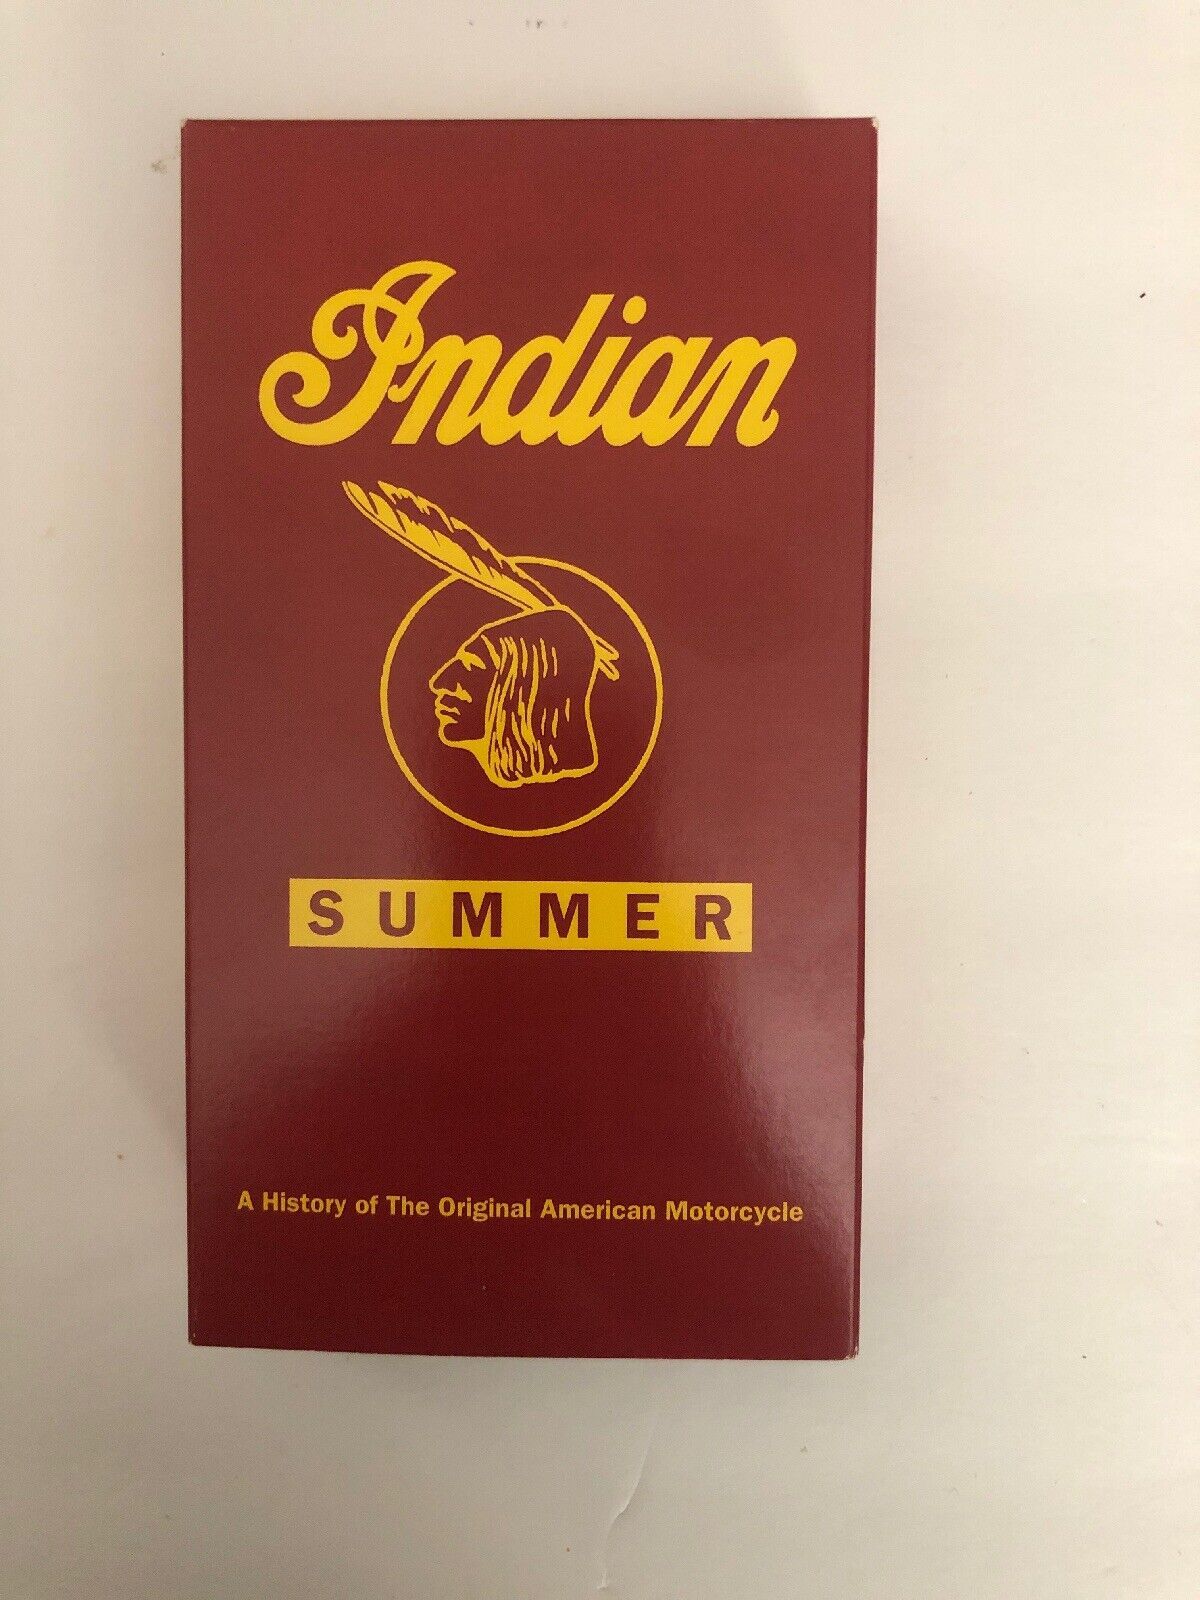 Indian
SUMMER
A History of The Original American Motorcycle